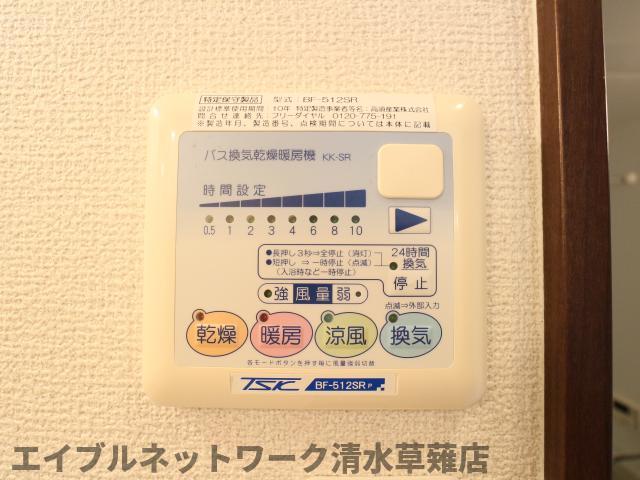 特定保守製品 型式:BF-512SR
設計標準使用期間 10年 特定製造事業者等名:高須産業株式会社
問合せ連絡先:フリーダイヤル 0120-775-191
※製造年月、製造番号、点検期間については本体に記載
バス換気乾燥暖房機 KK-SR
時間設定
0.5 1 2 3 4 6 8 10
●長押し3秒⇒全停止(消灯)
●短押し ⇒ 一時停止(点滅)
(入浴時など一時停止)
24時間
換気
停止
強 風量 弱
点滅⇒外部入力
乾燥 暖房 涼風 換気
各モードボタンを押す毎に風量強弱切替
TSK BF-512SR P
エイブルネットワーク清水草薙店